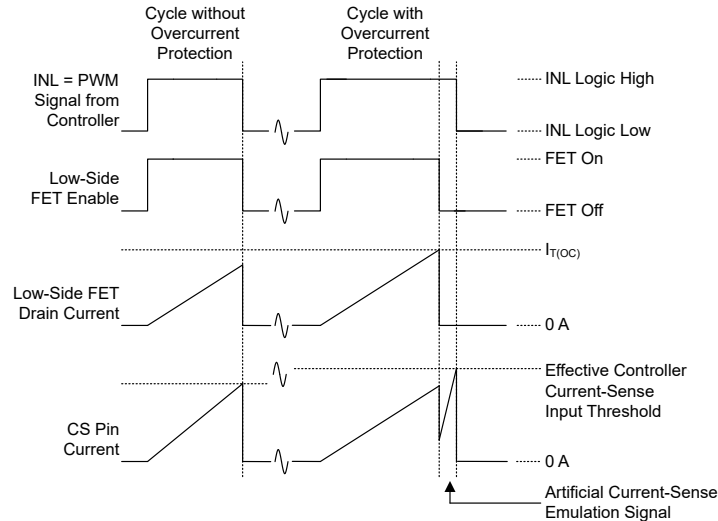 Cycle without
Overcurrent
Protection
Cycle with
Overcurrent
Protection
INL = PWM
Signal from
Controller
INL Logic High
INL Logic Low
Low-Side
FET Enable
FET On
FET Off
Low-Side FET
Drain Current
IT(OC)
0 A
CS Pin
Current
Effective Controller
Current-Sense
Input Threshold
0 A
Artificial Current-Sense
Emulation Signal